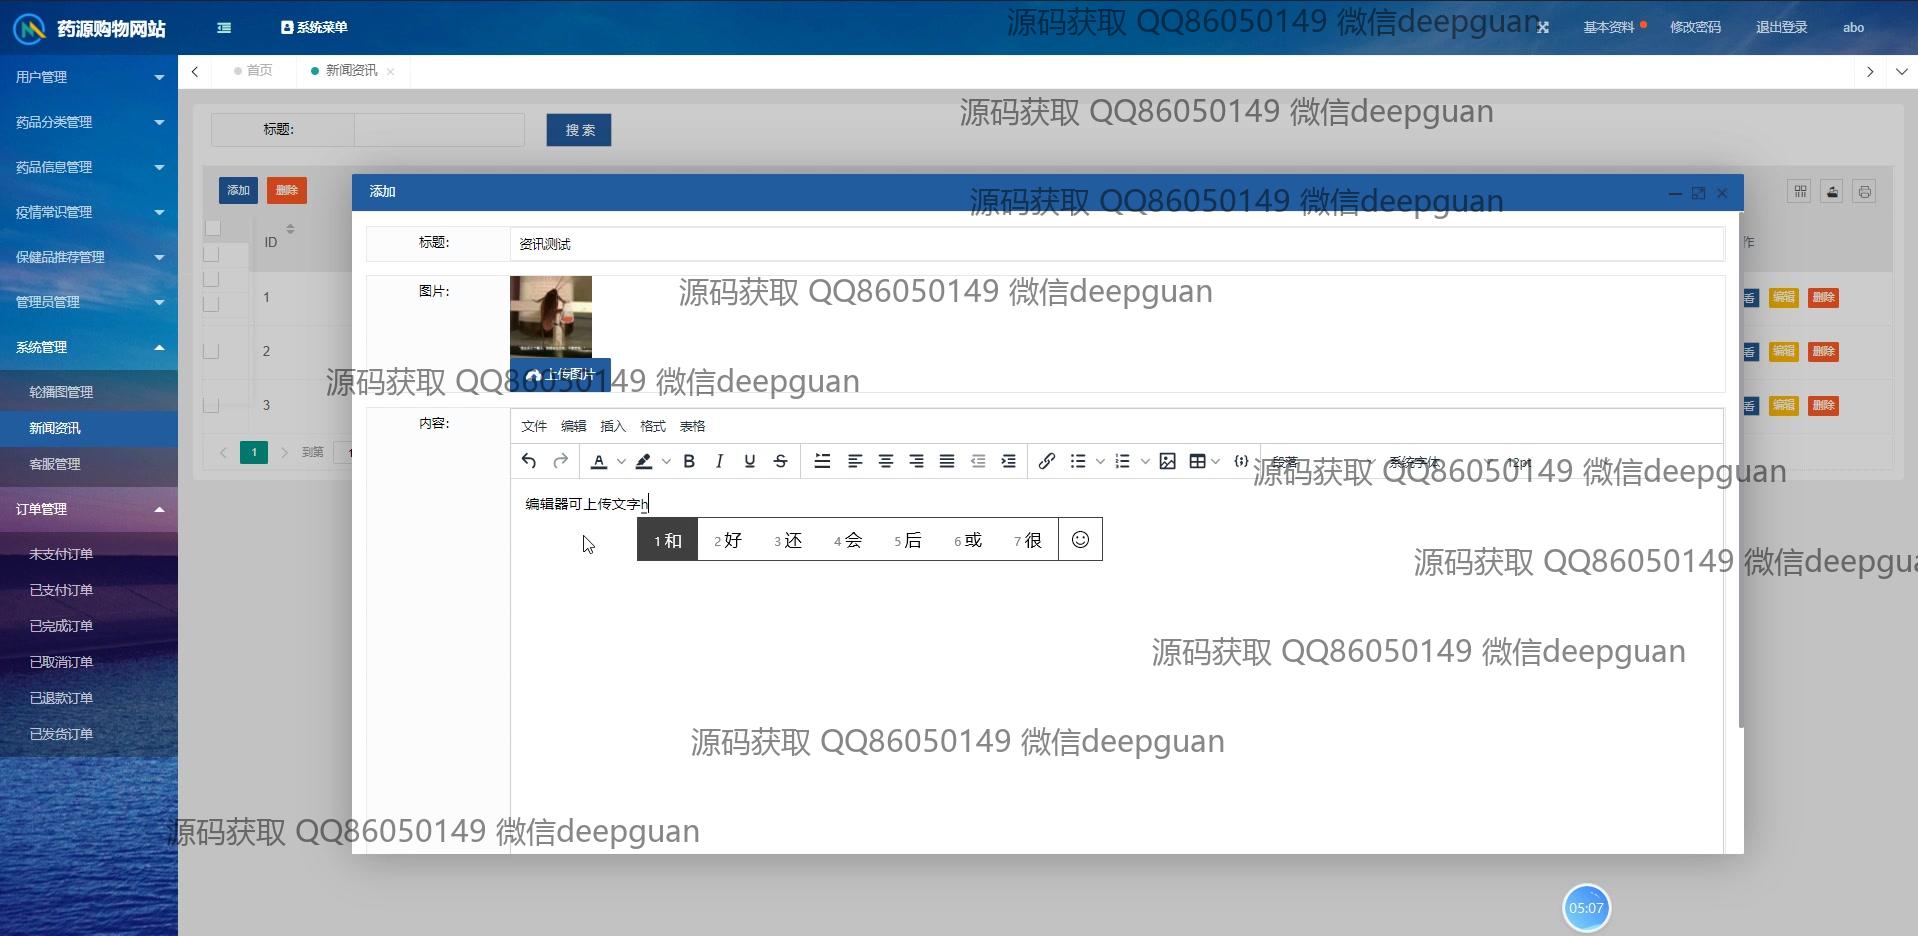 药源购物网站
系统菜单
源码获取 QQ86050149 微信deepguan
基本资料
修改密码
退出登录
abo
用户管理
药品分类管理
药品信息管理
疫情常识管理
保健品推荐管理
管理员管理
系统管理
轮播图管理
新闻资讯
客服管理
订单管理
未支付订单
已支付订单
已完成订单
已取消订单
已退款订单
已发货订单
首页
新闻资讯
源码获取 QQ86050149 微信deepguan
标题:
搜 索
添加
删除
ID
作
1
看 编辑 删除
2
看 编辑 删除
3
看 编辑 删除
1
到第
1
添加
源码获取 QQ86050149 微信deepguan
标题:
资讯测试
图片:
源码获取 QQ86050149 微信deepguan
上传图片
源码获取 QQ86050149 微信deepguan
内容:
文件 编辑 插入 格式 表格
段落 系统字体 12pt
源码获取 QQ86050149 微信deepguan
编辑器可上传文字h
1 和 2 好 3 还 4 会 5 后 6 或 7 很
源码获取 QQ86050149 微信deepgua
源码获取 QQ86050149 微信deepguan
源码获取 QQ86050149 微信deepguan
源码获取 QQ86050149 微信deepguan
05:07